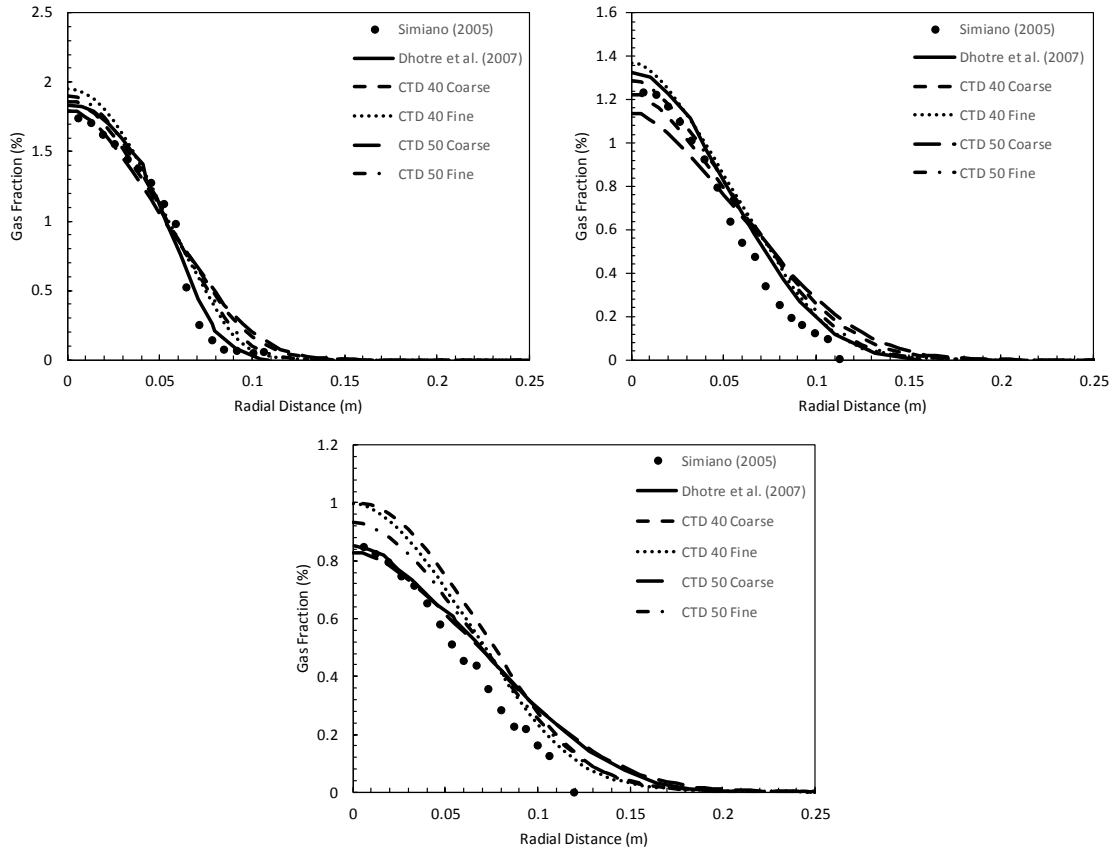 2.5
2
1.5
1
0.5
0
Gas Fraction (%)
0 0.05 0.1 0.15 0.2 0.25
Radial Distance (m)
Simiano (2005)
Dhotre et al. (2007)
CTD 40 Coarse
CTD 40 Fine
CTD 50 Coarse
CTD 50 Fine
1.6
1.4
1.2
1
0.8
0.6
0.4
0.2
0
Gas Fraction (%)
0 0.05 0.1 0.15 0.2 0.25
Radial Distance (m)
Simiano (2005)
Dhotre et al. (2007)
CTD 40 Coarse
CTD 40 Fine
CTD 50 Coarse
CTD 50 Fine
1.2
1
0.8
0.6
0.4
0.2
0
Gas Fraction (%)
0 0.05 0.1 0.15 0.2 0.25
Radial Distance (m)
Simiano (2005)
Dhotre et al. (2007)
CTD 40 Coarse
CTD 40 Fine
CTD 50 Coarse
CTD 50 Fine